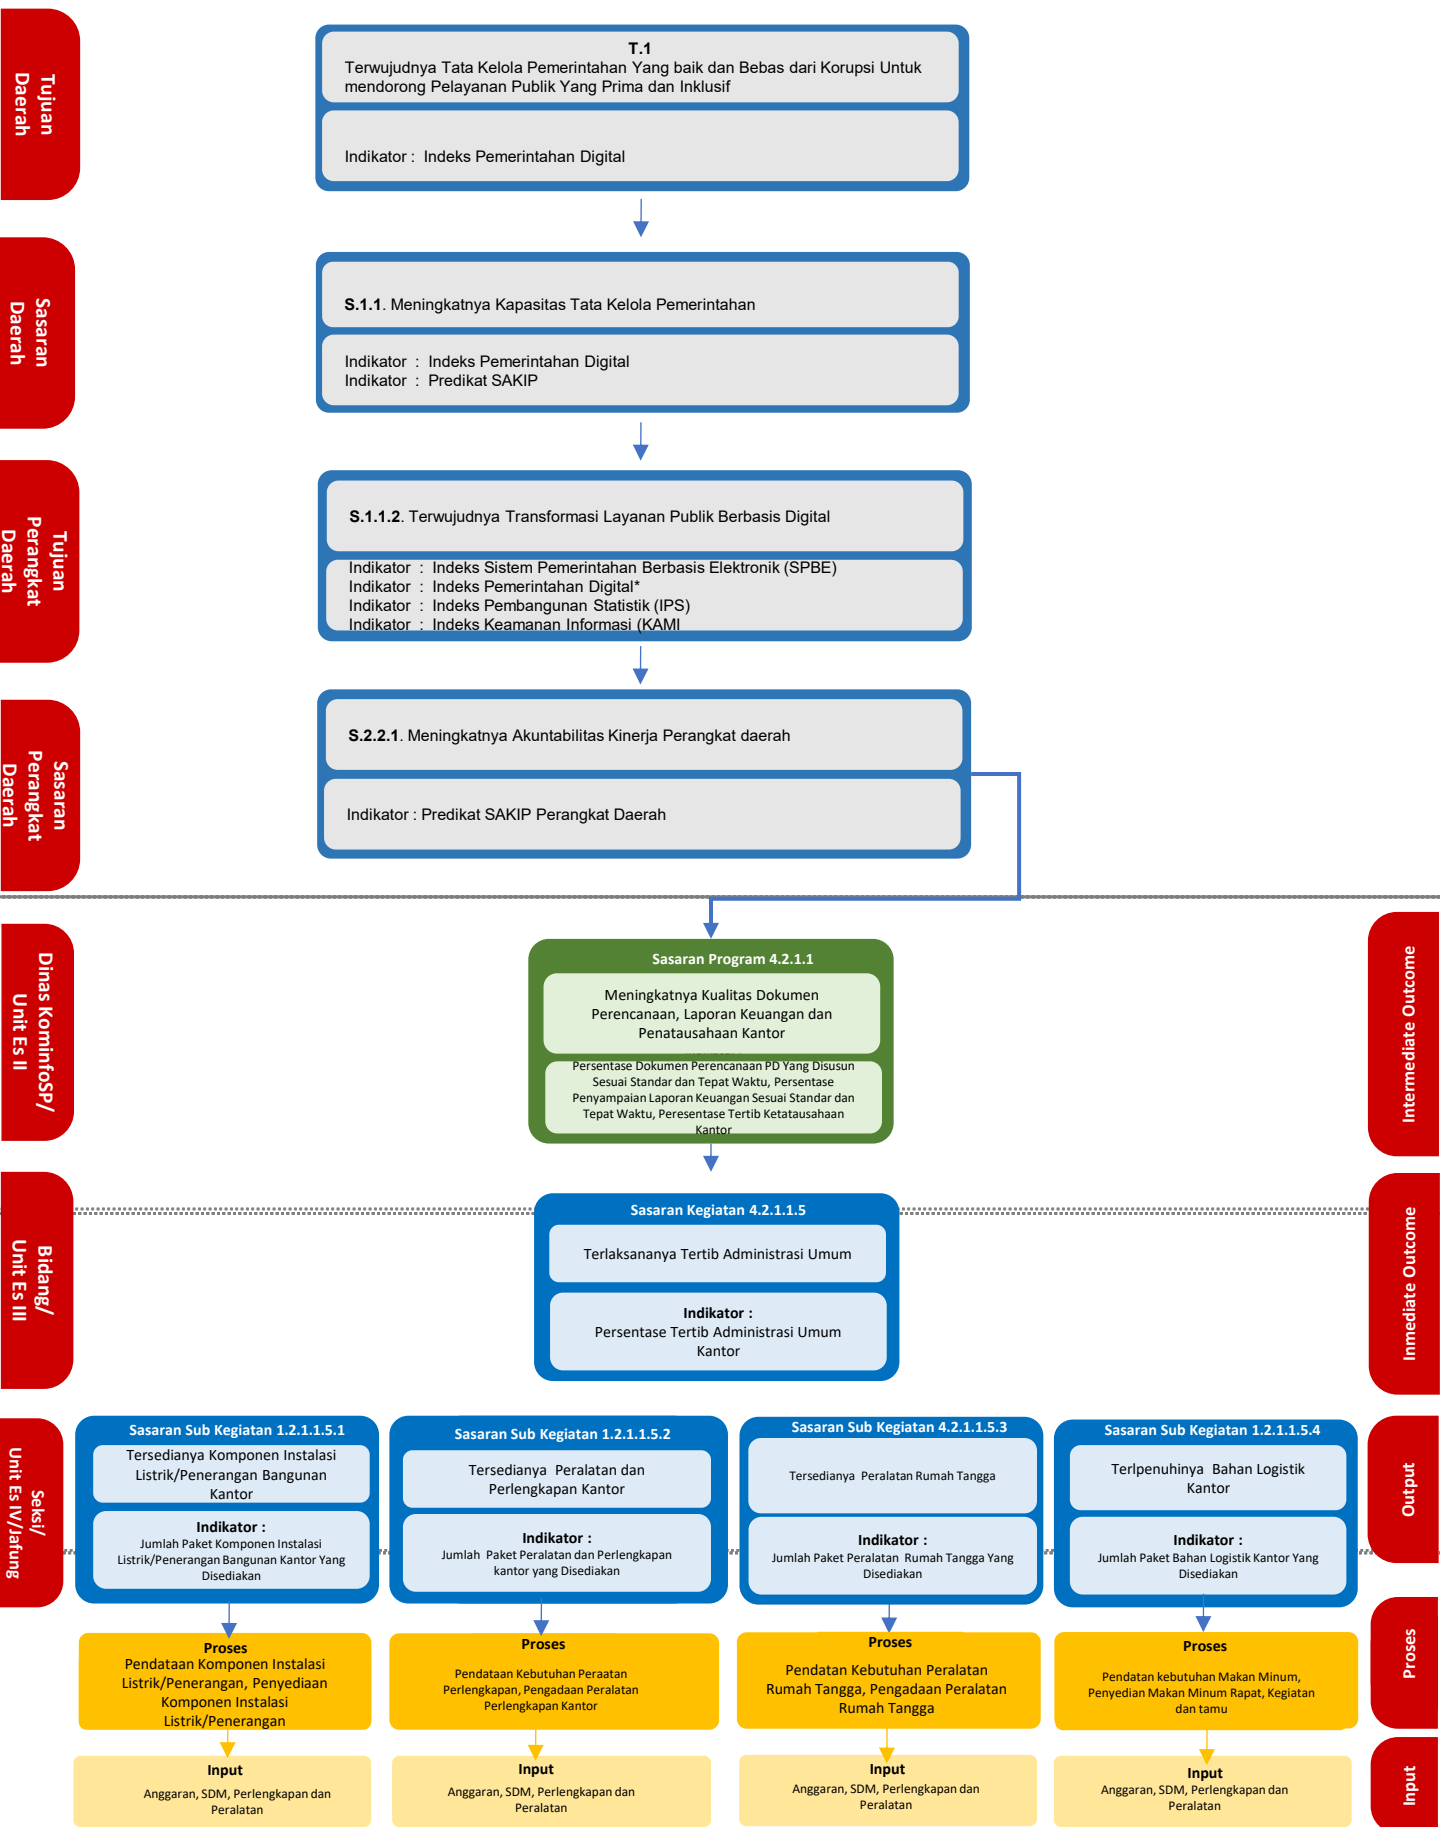 Tujuan
Daerah
T.1
Terwujudnya Tata Kelola Pemerintahan Yang baik dan Bebas dari Korupsi Untuk
mendorong Pelayanan Publik Yang Prima dan Inklusif
Indikator : Indeks Pemerintahan Digital
Sasaran
Daerah
S.1.1. Meningkatnya Kapasitas Tata Kelola Pemerintahan
Indikator : Indeks Pemerintahan Digital
Indikator : Predikat SAKIP
Tujuan
Perangkat
Daerah
S.1.1.2. Terwujudnya Transformasi Layanan Publik Berbasis Digital
Indikator : Indeks Sistem Pemerintahan Berbasis Elektronik (SPBE)
Indikator : Indeks Pemerintahan Digital*
Indikator : Indeks Pembangunan Statistik (IPS)
Indikator : Indeks Keamanan Informasi (KAMI
Sasaran
Perangkat
Daerah
S.2.2.1. Meningkatnya Akuntabilitas Kinerja Perangkat daerah
Indikator : Predikat SAKIP Perangkat Daerah
Dinas KominfoSP/
Unit Es II
Sasaran Program 4.2.1.1
Meningkatnya Kualitas Dokumen
Perencanaan, Laporan Keuangan dan
Penatausahaan Kantor
Persentase Dokumen Perencanaan PD Yang Disusun
Sesuai Standar dan Tepat Waktu, Persentase
Penyampaian Laporan Keuangan Sesuai Standar dan
Tepat Waktu, Peresentase Tertib Ketatausahaan
Kantor
Intermediate Outcome
Bidang/
Unit Es III
Sasaran Kegiatan 4.2.1.1.5
Terlaksananya Tertib Administrasi Umum
Indikator :
Persentase Tertib Administrasi Umum
Kantor
Inmediate Outcome
Seksi/
Unit Es IV/Jafung
Sasaran Sub Kegiatan 1.2.1.1.5.1
Tersedianya Komponen Instalasi
Listrik/Penerangan Bangunan
Kantor
Indikator :
Jumlah Paket Komponen Instalasi
Listrik/Penerangan Bangunan Kantor Yang
Disediakan
Sasaran Sub Kegiatan 1.2.1.1.5.2
Tersedianya Peralatan dan
Perlengkapan Kantor
Indikator :
Jumlah Paket Peralatan dan Perlengkapan
kantor yang Disediakan
Sasaran Sub Kegiatan 4.2.1.1.5.3
Tersedianya Peralatan Rumah Tangga
Indikator :
Jumlah Paket Peralatan Rumah Tangga Yang
Disediakan
Sasaran Sub Kegiatan 1.2.1.1.5.4
Terlpenuhinya Bahan Logistik
Kantor
Indikator :
Jumlah Paket Bahan Logistik Kantor Yang
Disediakan
Output
Proses
Pendataan Komponen Instalasi
Listrik/Penerangan, Penyediaan
Komponen Instalasi
Listrik/Penerangan
Proses
Pendataan Kebutuhan Peraatan
Perlengkapan, Pengadaan Peralatan
Perlengkapan Kantor
Proses
Pendatan Kebutuhan Peralatan
Rumah Tangga, Pengadaan Peralatan
Rumah Tangga
Proses
Pendatan kebutuhan Makan Minum,
Penyedian Makan Minum Rapat, Kegiatan
dan tamu
Proses
Input
Anggaran, SDM, Perlengkapan dan
Peralatan
Input
Anggaran, SDM, Perlengkapan dan
Peralatan
Input
Anggaran, SDM, Perlengkapan dan
Peralatan
Input
Anggaran, SDM, Perlengkapan dan
Peralatan
Input